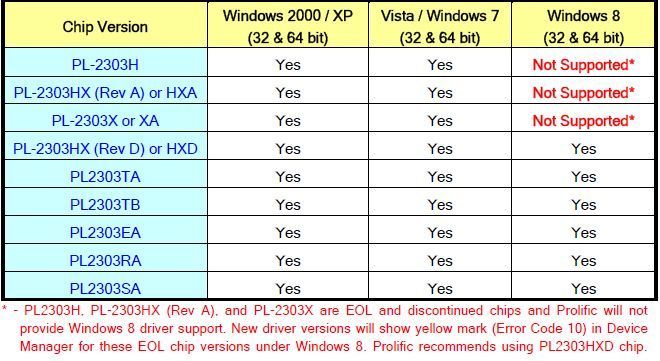 Chip Version Windows 2000 / XP (32 & 64 bit) Vista / Windows 7 (32 & 64 bit) Windows 8 (32 & 64 bit)
PL-2303H Yes Yes Not Supported*
PL-2303HX (Rev A) or HXA Yes Yes Not Supported*
PL-2303X or XA Yes Yes Not Supported*
PL-2303HX (Rev D) or HXD Yes Yes Yes
PL2303TA Yes Yes Yes
PL2303TB Yes Yes Yes
PL2303EA Yes Yes Yes
PL2303RA Yes Yes Yes
PL2303SA Yes Yes Yes
* - PL2303H, PL-2303HX (Rev A), and PL-2303X are EOL and discontinued chips and Prolific will not
provide Windows 8 driver support. New driver versions will show yellow mark (Error Code 10) in Device
Manager for these EOL chip versions under Windows 8. Prolific recommends using PL2303HXD chip.